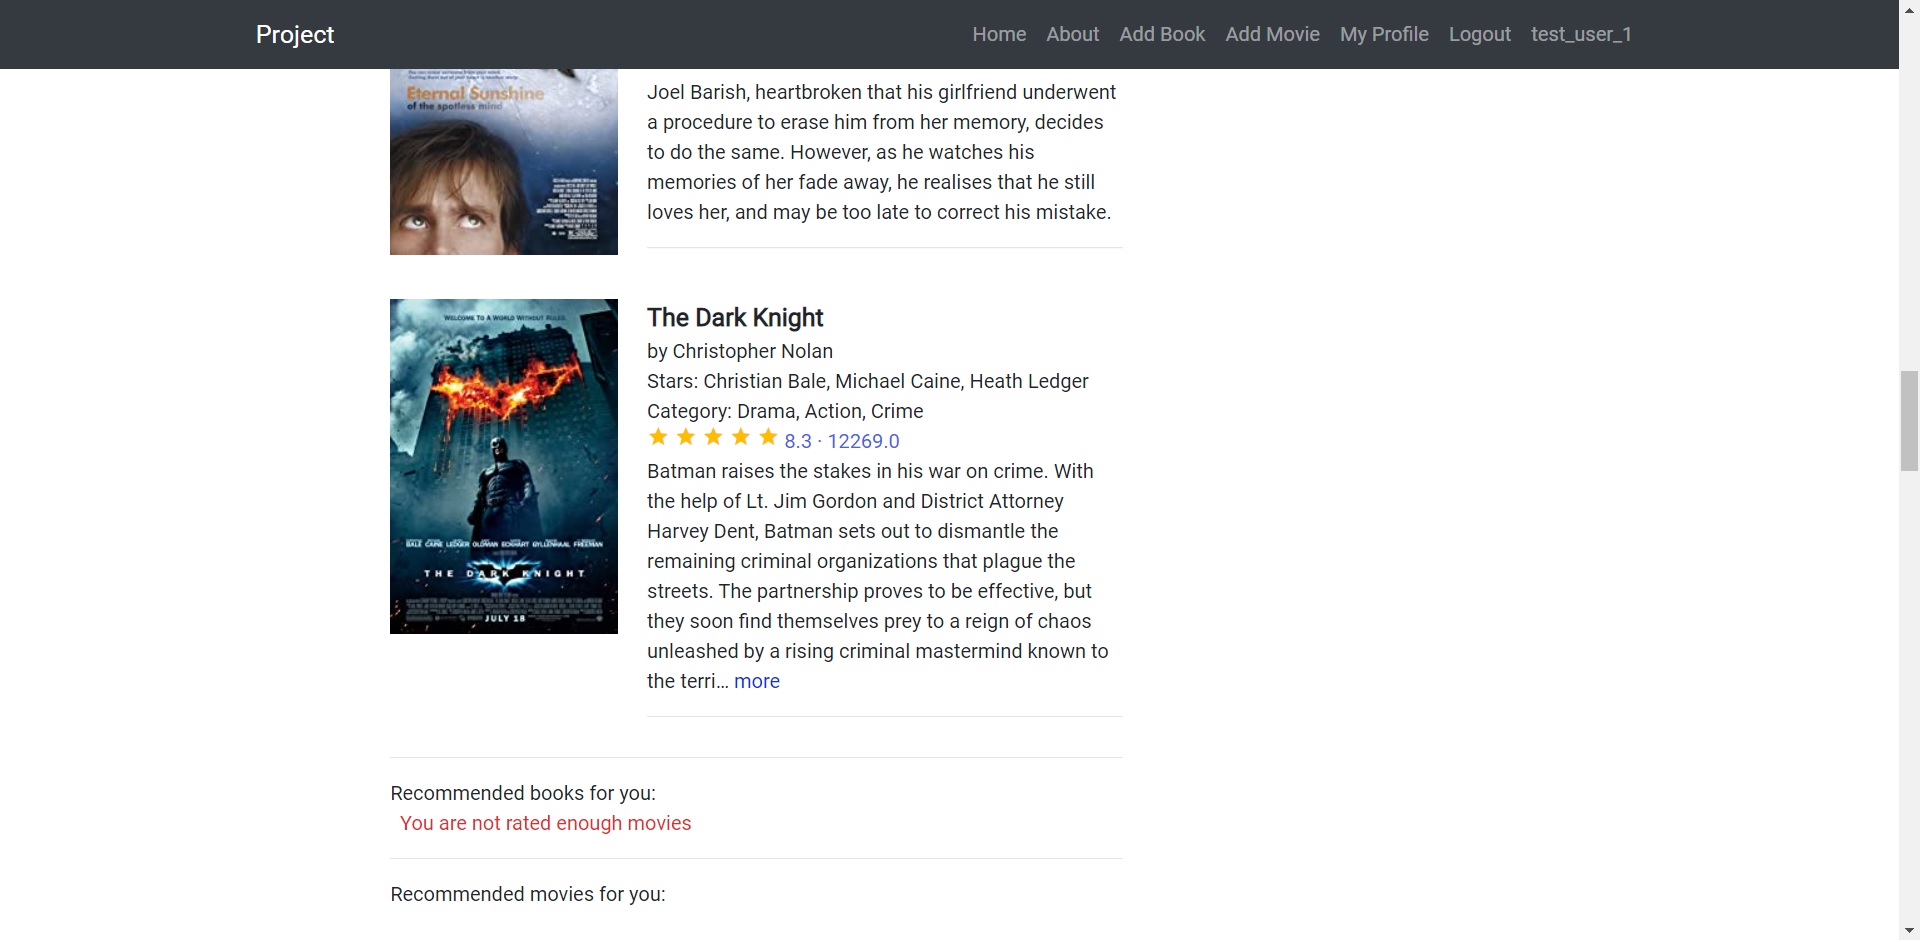 Project Home About Add Book Add Movie My Profile Logout test_user_1
Eternal Sunshine
of the spotless mind
Joel Barish, heartbroken that his girlfriend underwent
a procedure to erase him from her memory, decides
to do the same. However, as he watches his
memories of her fade away, he realises that he still
loves her, and may be too late to correct his mistake.
WELCOME TO A WORLD WITHOUT RULES.
BALE CAINE LEDGER OLDMAN ECKHART GYLLENHAAL FREEMAN
THE DARK KNIGHT
JULY 18
The Dark Knight
by Christopher Nolan
Stars: Christian Bale, Michael Caine, Heath Ledger
Category: Drama, Action, Crime
8.3 · 12269.0
Batman raises the stakes in his war on crime. With
the help of Lt. Jim Gordon and District Attorney
Harvey Dent, Batman sets out to dismantle the
remaining criminal organizations that plague the
streets. The partnership proves to be effective, but
they soon find themselves prey to a reign of chaos
unleashed by a rising criminal mastermind known to
the terri... more
Recommended books for you:
You are not rated enough movies
Recommended movies for you: